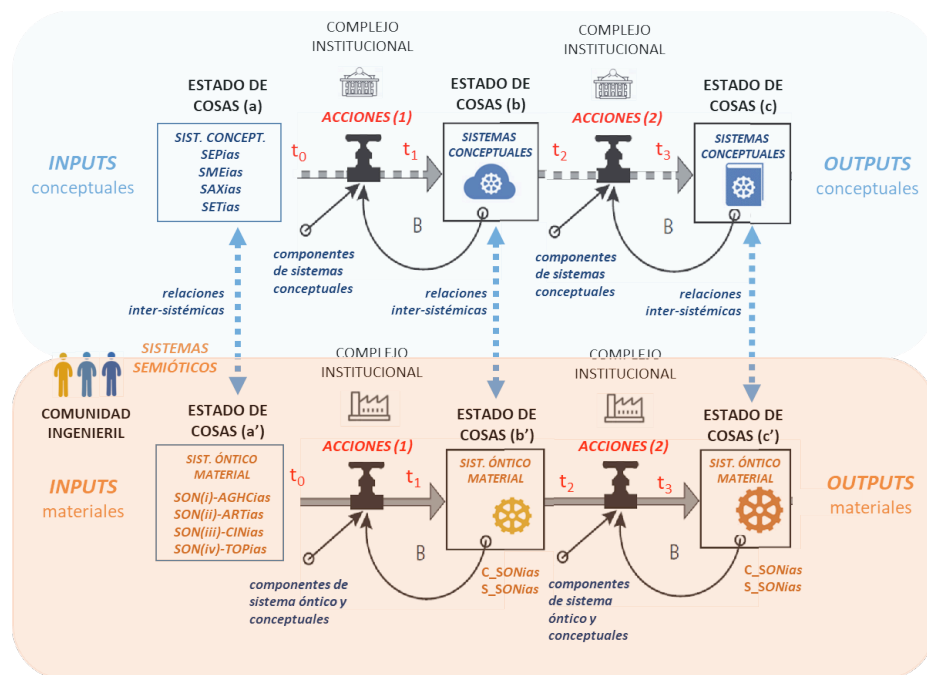 COMPLEJO
INSTITUCIONAL
COMPLEJO
INSTITUCIONAL
ESTADO DE
COSAS (a)
ESTADO DE
COSAS (b)
ESTADO DE
COSAS (c)
ACCIONES (1)
ACCIONES (2)
INPUTS
conceptuales
SIST. CONCEPT.
SEPias
SMEias
SAXias
SETias
t0
t1
SISTEMAS
CONCEPTUALES
t2
t3
SISTEMAS
CONCEPTUALES
OUTPUTS
conceptuales
B
B
componentes
de sistemas
conceptuales
componentes
de sistemas
conceptuales
relaciones
inter-sistémicas
relaciones
inter-sistémicas
relaciones
inter-sistémicas
SISTEMAS
SEMIÓTICOS
COMUNIDAD
INGENIERIL
COMPLEJO
INSTITUCIONAL
COMPLEJO
INSTITUCIONAL
ESTADO DE
COSAS (a’)
ESTADO DE
COSAS (b’)
ESTADO DE
COSAS (c’)
ACCIONES (1)
ACCIONES (2)
INPUTS
materiales
SIST. ÓNTICO
MATERIAL
SON(i)-AGHCias
SON(ii)-ARTias
SON(iii)-CINias
SON(iv)-TOPias
t0
t1
SIST. ÓNTICO
MATERIAL
t2
t3
SIST. ÓNTICO
MATERIAL
OUTPUTS
materiales
B
B
C_SONias
S_SONias
C_SONias
S_SONias
componentes de
sistema óntico y
conceptuales
componentes
de sistema
óntico y
conceptuales